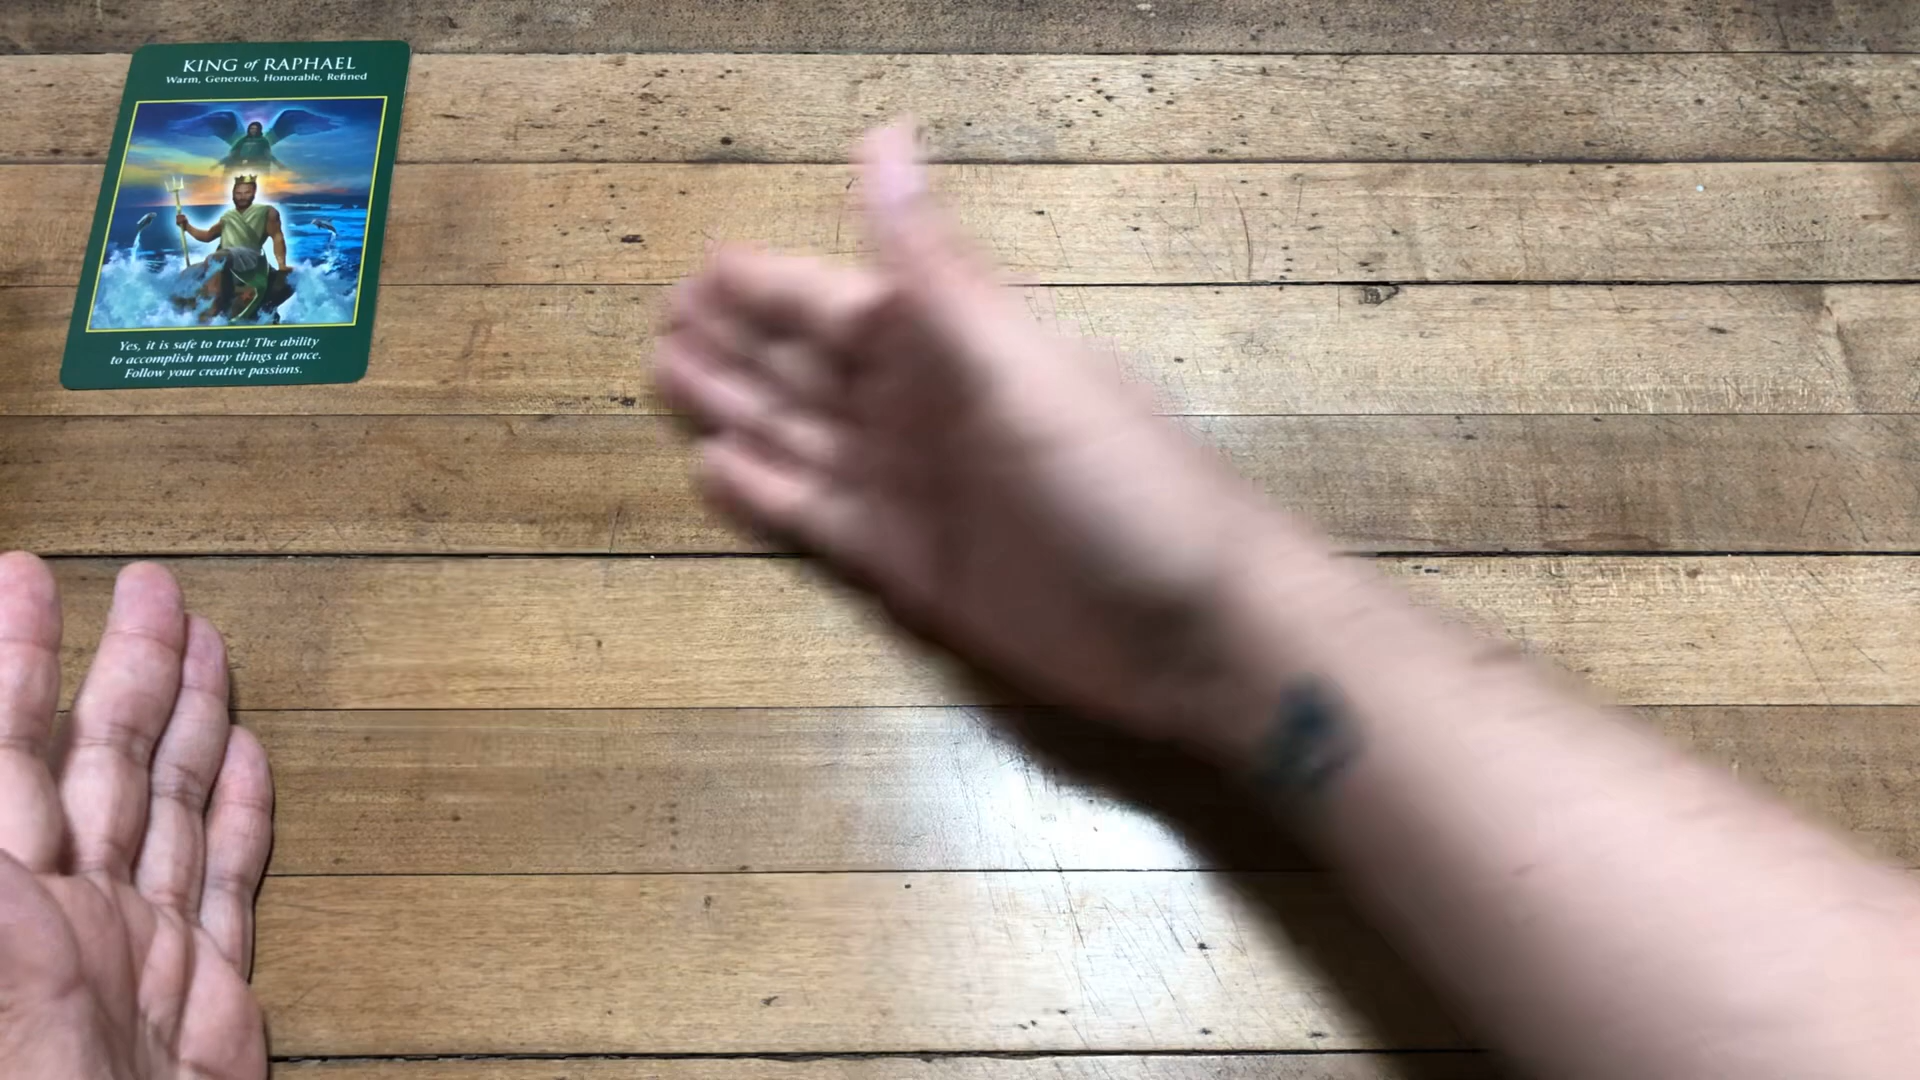 KING of RAPHAEL
Warm, Generous, Honorable, Refined
Yes, it is safe to trust! The ability
to accomplish many things at once.
Follow your creative passions.